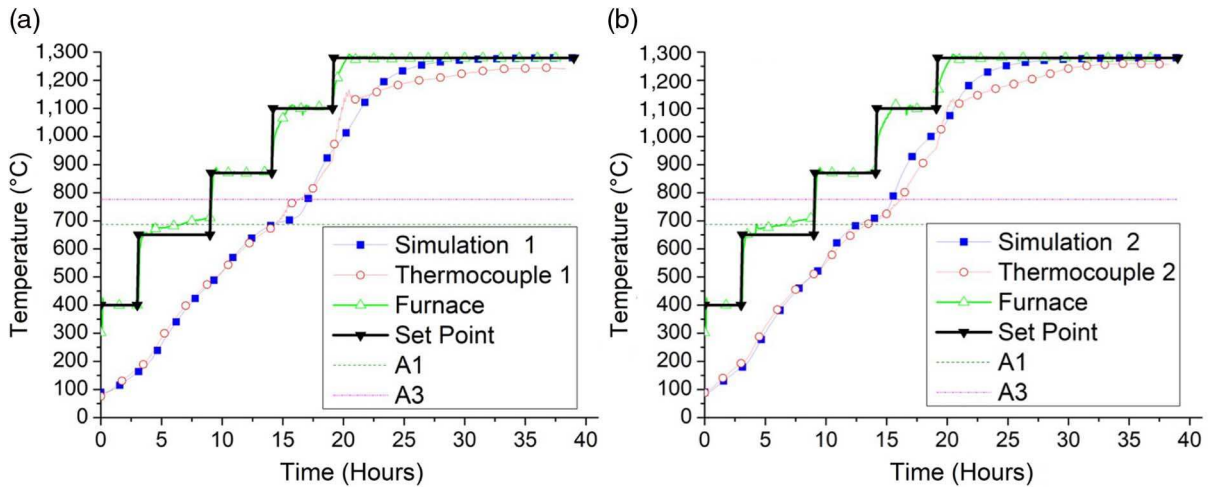 (a)
1,300
1,200
1,100
1,000
900
800
700
600
500
400
300
200
100
0
Temperature (°C)
0 5 10 15 20 25 30 35 40
Time (Hours)
Simulation 1
Thermocouple 1
Furnace
Set Point
A1
A3
(b)
1,300
1,200
1,100
1,000
900
800
700
600
500
400
300
200
100
0
Temperature (°C)
0 5 10 15 20 25 30 35 40
Time (Hours)
Simulation 2
Thermocouple 2
Furnace
Set Point
A1
A3